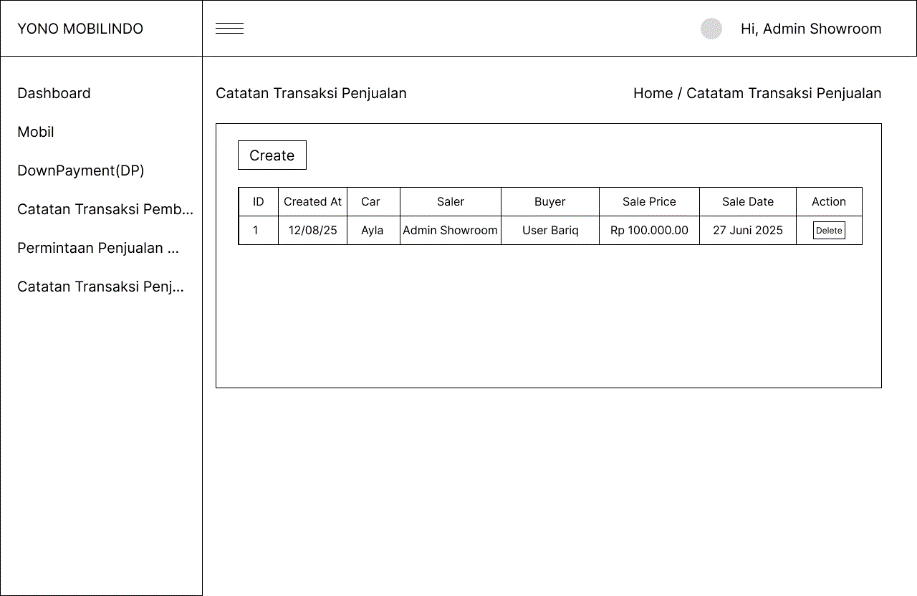 YONO MOBILINDO
Hi, Admin Showroom
Dashboard
Mobil
DownPayment(DP)
Catatan Transaksi Pemb...
Permintaan Penjualan ...
Catatan Transaksi Penj...
Catatan Transaksi Penjualan
Home / Catatam Transaksi Penjualan
Create
ID Created At Car Saler Buyer Sale Price Sale Date Action
1 12/08/25 Ayla Admin Showroom User Bariq Rp 100.000.00 27 Juni 2025 Delete